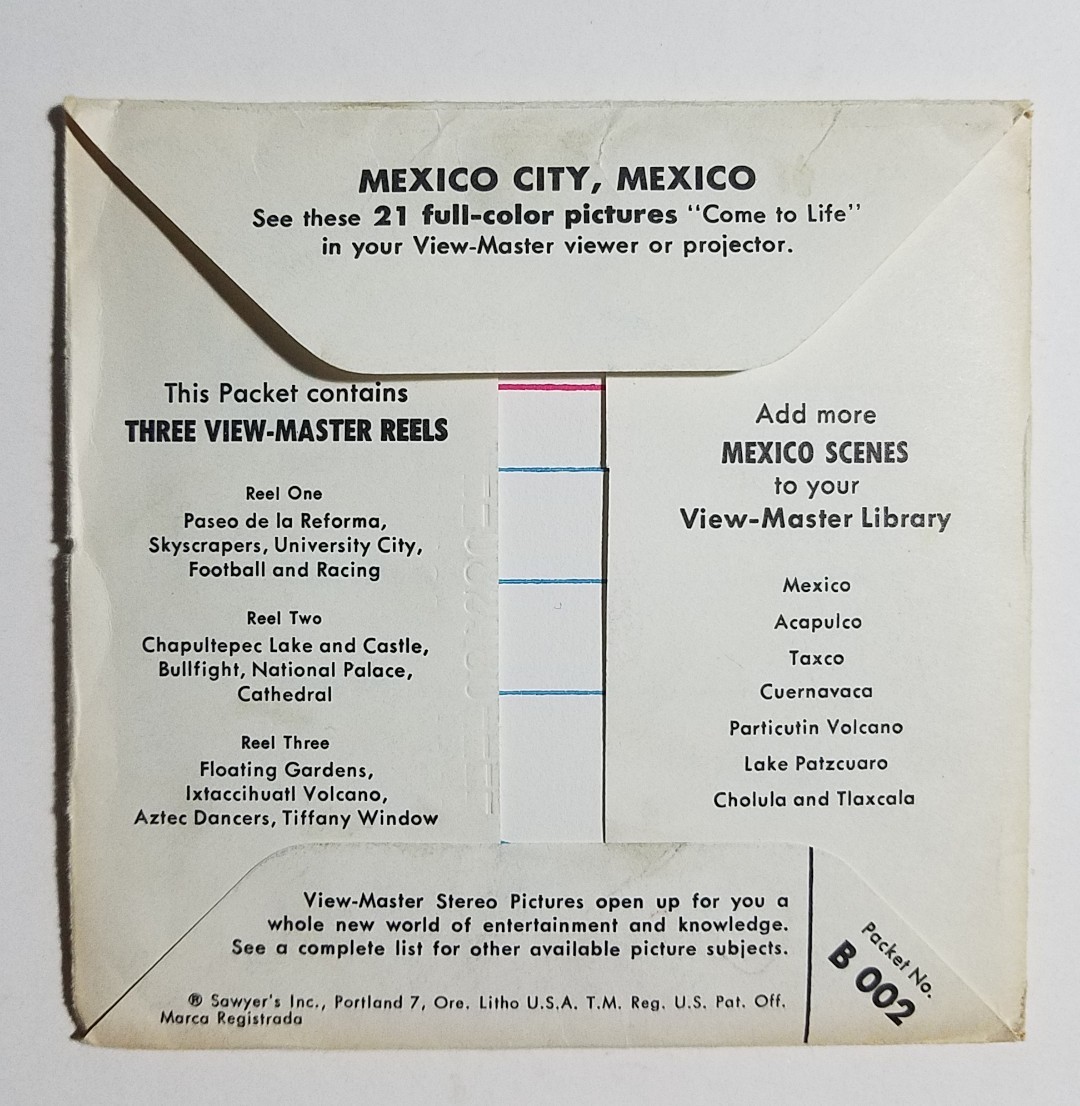 MEXICO CITY, MEXICO
See these 21 full-color pictures "Come to Life"
in your View-Master viewer or projector.
This Packet contains
THREE VIEW-MASTER REELS
Reel One
Paseo de la Reforma,
Skyscrapers, University City,
Football and Racing
Reel Two
Chapultepec Lake and Castle,
Bullfight, National Palace,
Cathedral
Reel Three
Floating Gardens,
Ixtaccihuatl Volcano,
Aztec Dancers, Tiffany Window
Add more
MEXICO SCENES
to your
View-Master Library
Mexico
Acapulco
Taxco
Cuernavaca
Particutin Volcano
Lake Patzcuaro
Cholula and Tlaxcala
View-Master Stereo Pictures open up for you a
whole new world of entertainment and knowledge.
See a complete list for other available picture subjects.
® Sawyer's Inc., Portland 7, Ore. Litho U.S.A. T.M. Reg. U.S. Pat. Off.
Marca Registrada
Packet No.
B 002